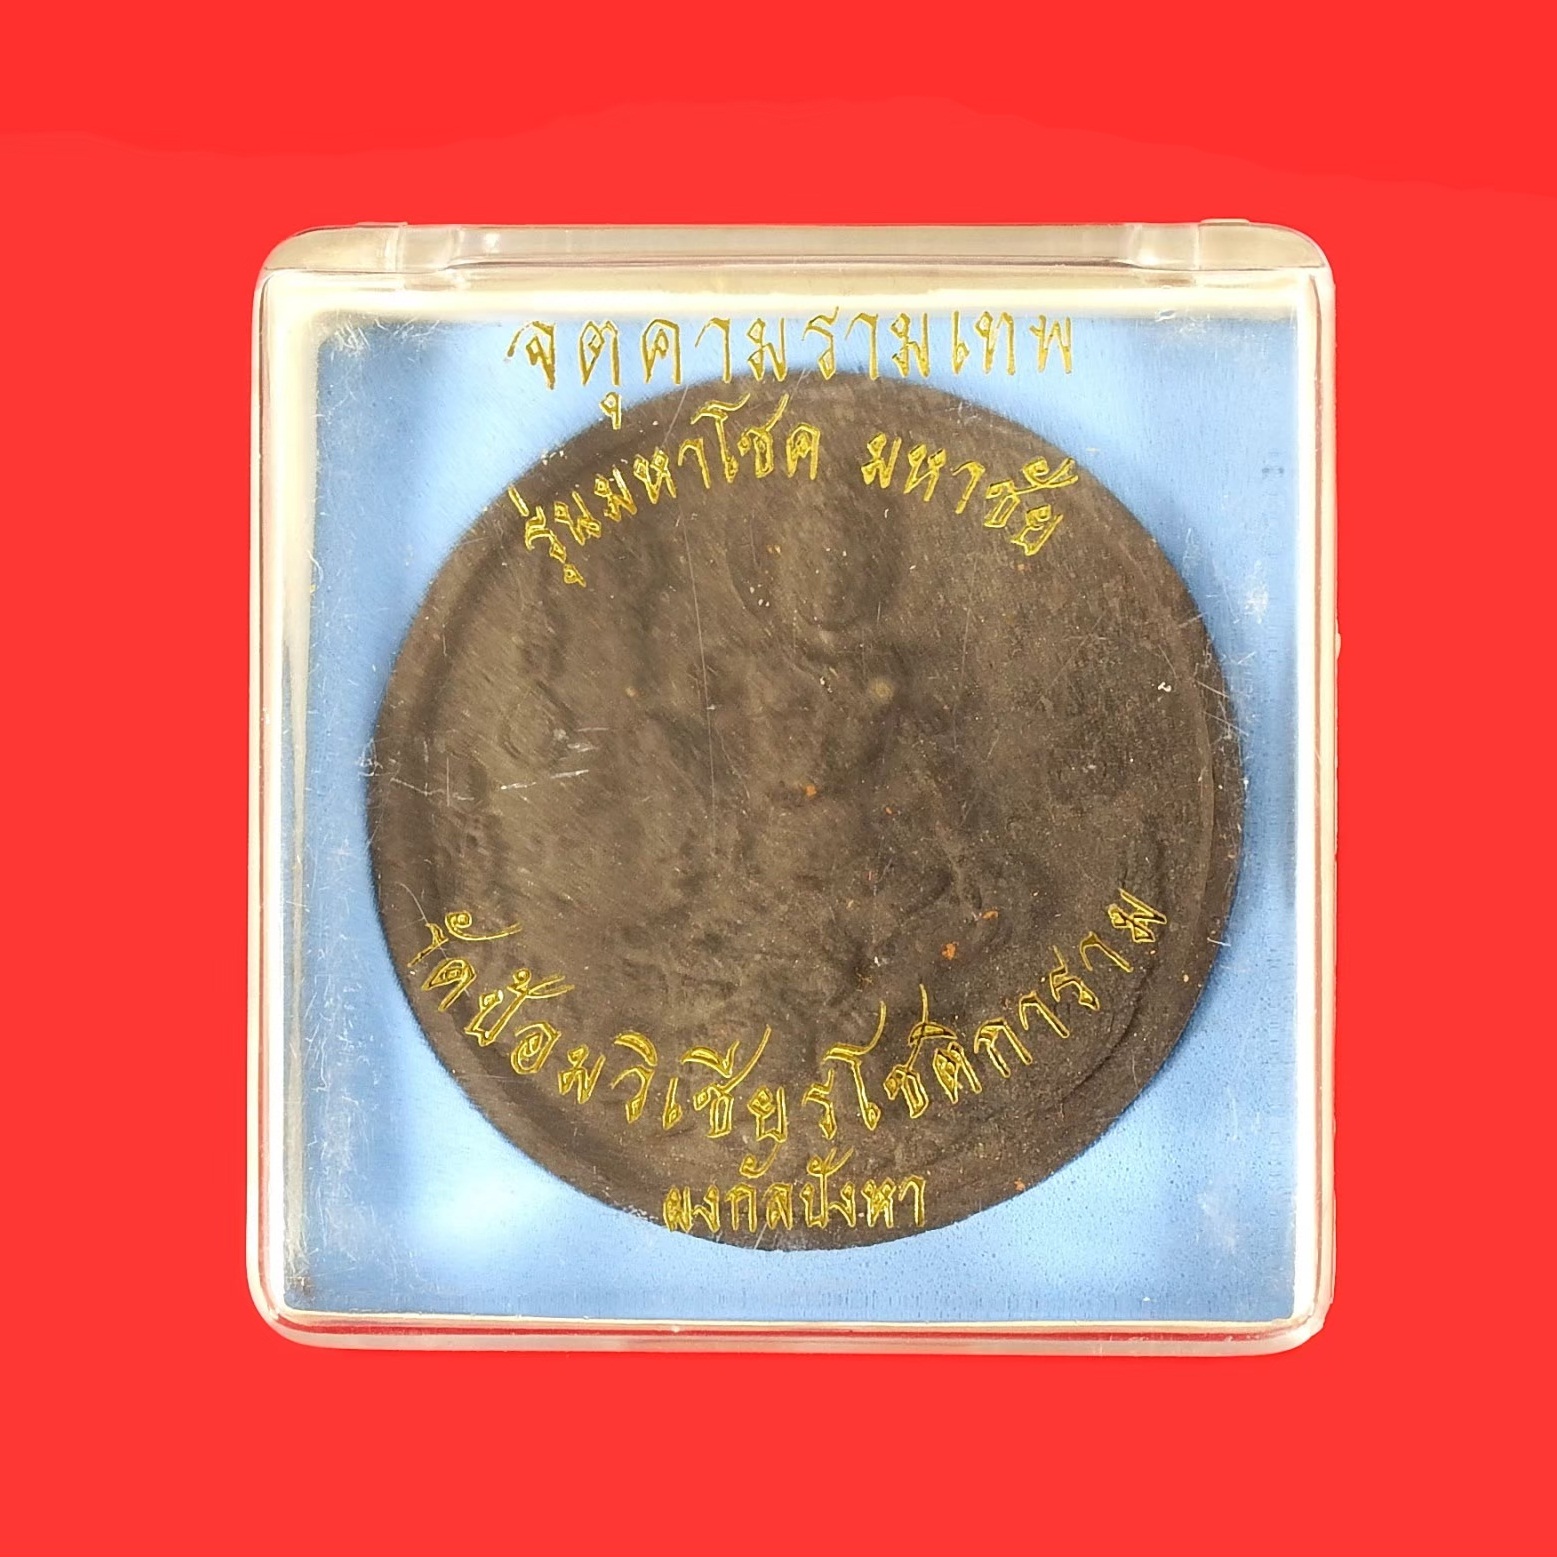 จตุคามรามเทพ
รุ่นมหาโชค มหาชัย
วัดป้อมวิเชียรโชติการาม
ผงกัลปังหา